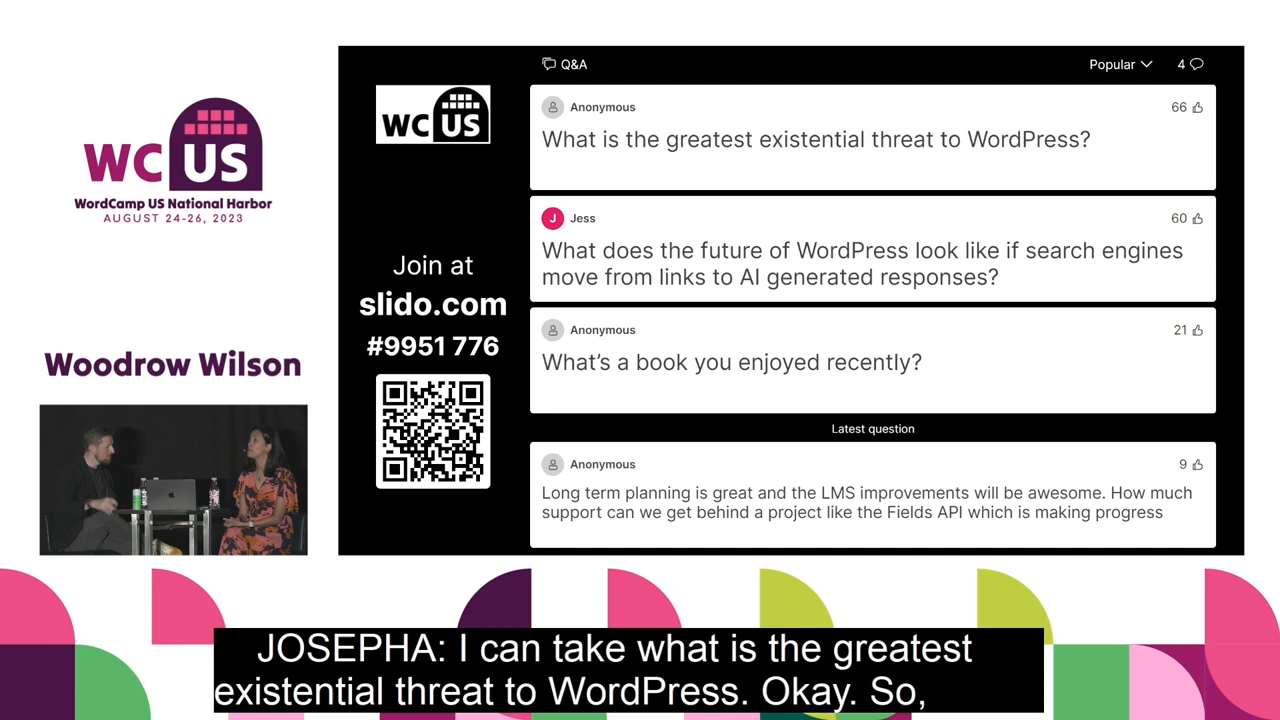 WC US
WordCamp US National Harbor
AUGUST 24-26, 2023
Woodrow Wilson
WC US
Join at
slido.com
#9951 776
Q&A
Popular
4
Anonymous
66
What is the greatest existential threat to WordPress?
J
Jess
60
What does the future of WordPress look like if search engines
move from links to AI generated responses?
Anonymous
21
What's a book you enjoyed recently?
Latest question
Anonymous
9
Long term planning is great and the LMS improvements will be awesome. How much
support can we get behind a project like the Fields API which is making progress
JOSEPHA: I can take what is the greatest
existential threat to WordPress. Okay. So,